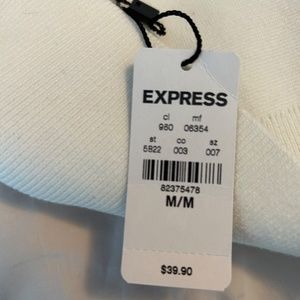 EXPRESS
cl mf
980 06354
st co sz
5822 003 007
82375478
M/M
$39.90